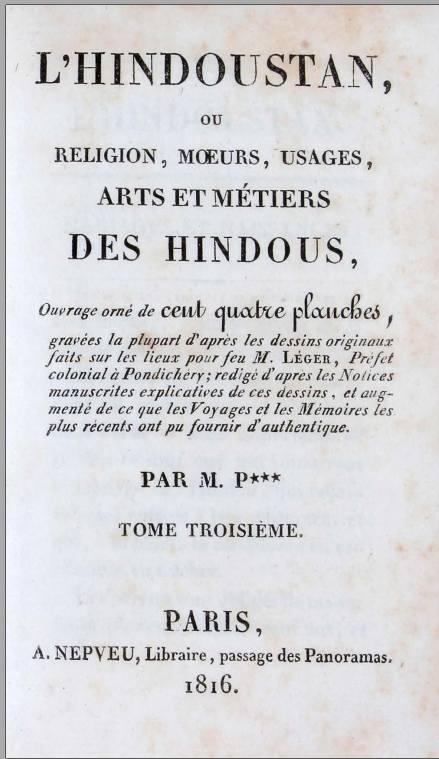 L'HINDOUSTAN,
OU
RELIGION, MŒURS, USAGES,
ARTS ET MÉTIERS
DES HINDOUS,
Ouvrage orné de cent quatre planches,
gravées la plupart d'après les dessins originaux
faits sur les lieux pour feu M. LÉGER, Préfet
colonial à Pondichéry; redigé d'apres les Notices
manuscrites explicatives de ces dessins, et aug-
menté de ce que les Voyages et les Mémoires les
plus récents ont pu fournir d'authentique.
PAR M. P***
TOME TROISIÈME.
PARIS,
A. NEPVEU, Libraire, passage des Panoramas.
1816.